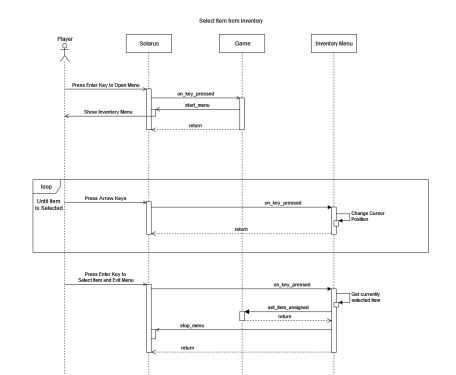 Select Item from Inventory
Player
:Solarus
:Game
:Inventory Menu
Press Enter Key to Open Menu
on_key_pressed
start_menu
Show Inventory Menu
return
loop
Until Item
is Selected
Press Arrow Keys
on_key_pressed
Change Cursor
Position
return
Press Enter Key to
Select Item and Exit Menu
on_key_pressed
Get currently
selected item
set_item_assigned
return
stop_menu
return